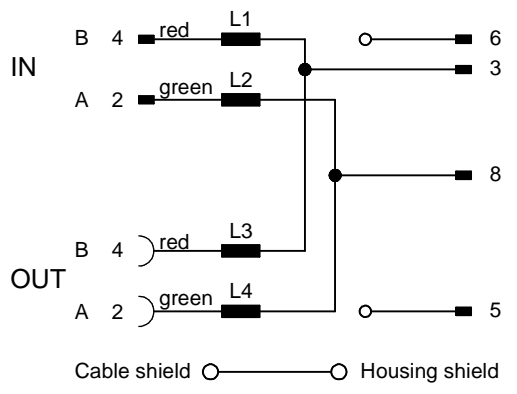 L1
B 4 red 6
IN 3
L2
A 2 green
8
L3
B 4 red
OUT
L4
A 2 green 5
Cable shield Housing shield